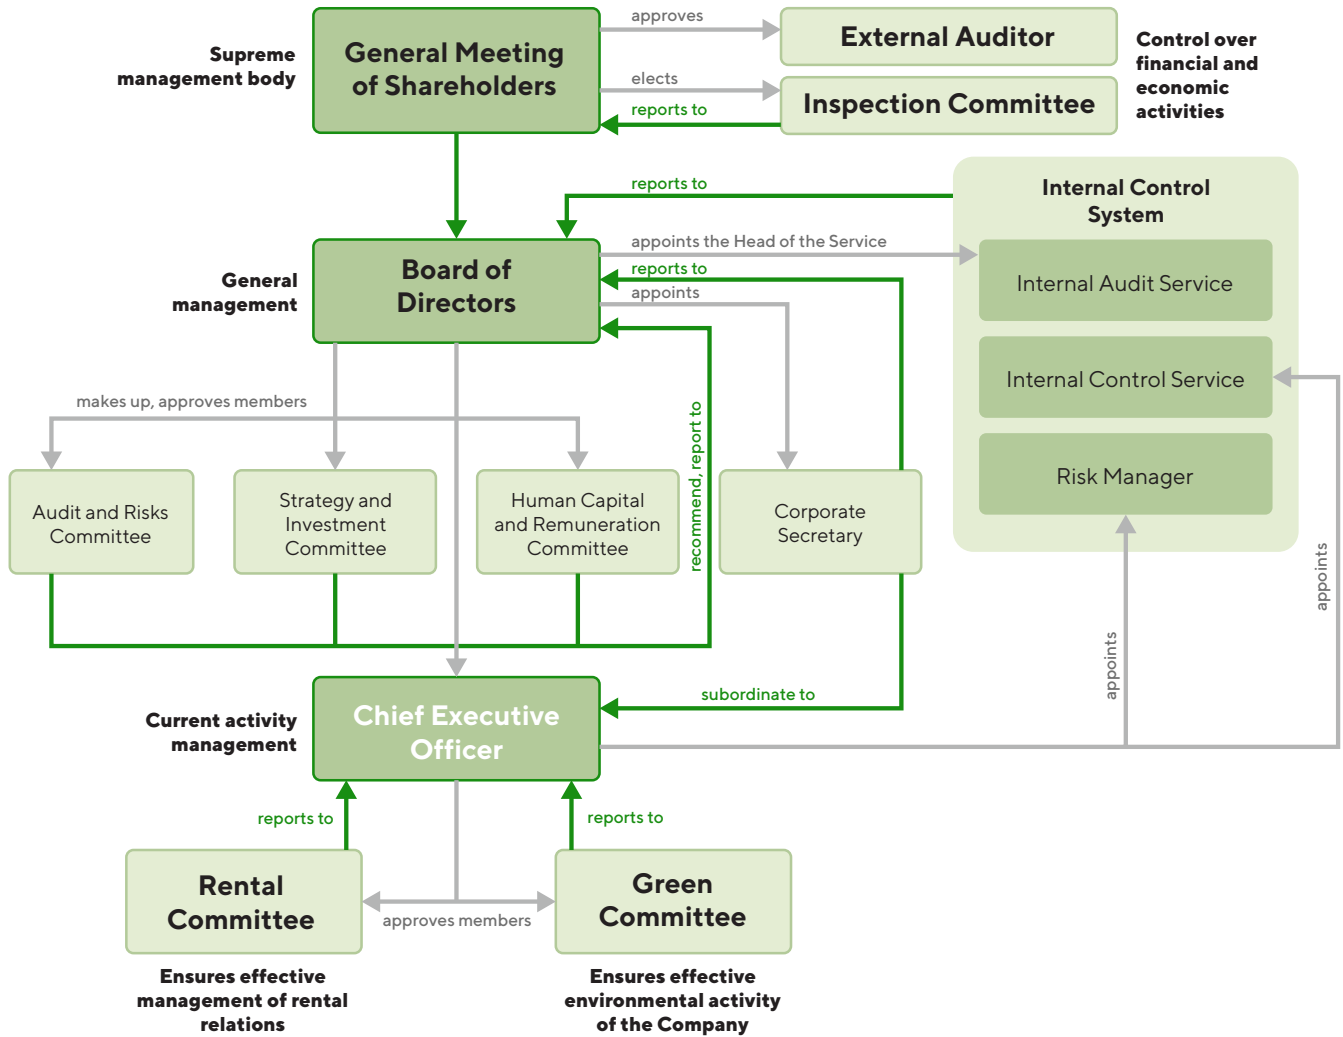 Supreme
management body
General Meeting
of Shareholders
approves
External Auditor
elects
Inspection Committee
reports to
Control over
financial and
economic
activities
reports to
Internal Control
System
General
management
Board of
Directors
appoints the Head of the Service
reports to
appoints
Internal Audit Service
Internal Control Service
Risk Manager
makes up, approves members
recommend, report to
Audit and Risks
Committee
Strategy and
Investment
Committee
Human Capital
and Remuneration
Committee
Corporate
Secretary
appoints
appoints
subordinate to
Current activity
management
Chief Executive
Officer
reports to
reports to
Rental
Committee
approves members
Green
Committee
Ensures effective
management of rental
relations
Ensures effective
environmental activity
of the Company